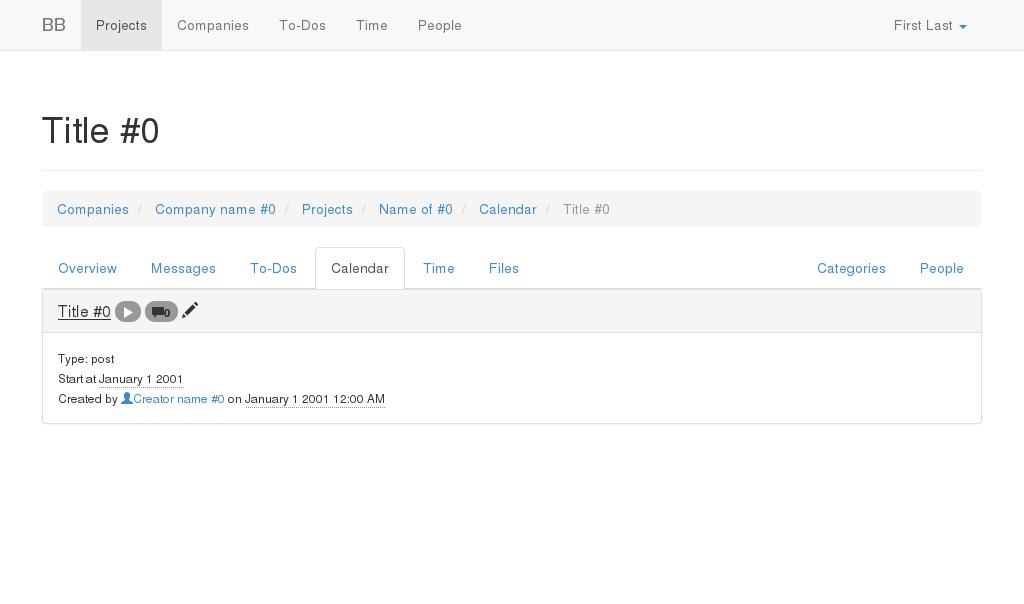 BB Projects Companies To-Dos Time People First Last
Title #0
Companies / Company name #0 / Projects / Name of #0 / Calendar / Title #0
Overview Messages To-Dos Calendar Time Files Categories People
Title #0 0
Type: post
Start at January 1 2001
Created by Creator name #0 on January 1 2001 12:00 AM